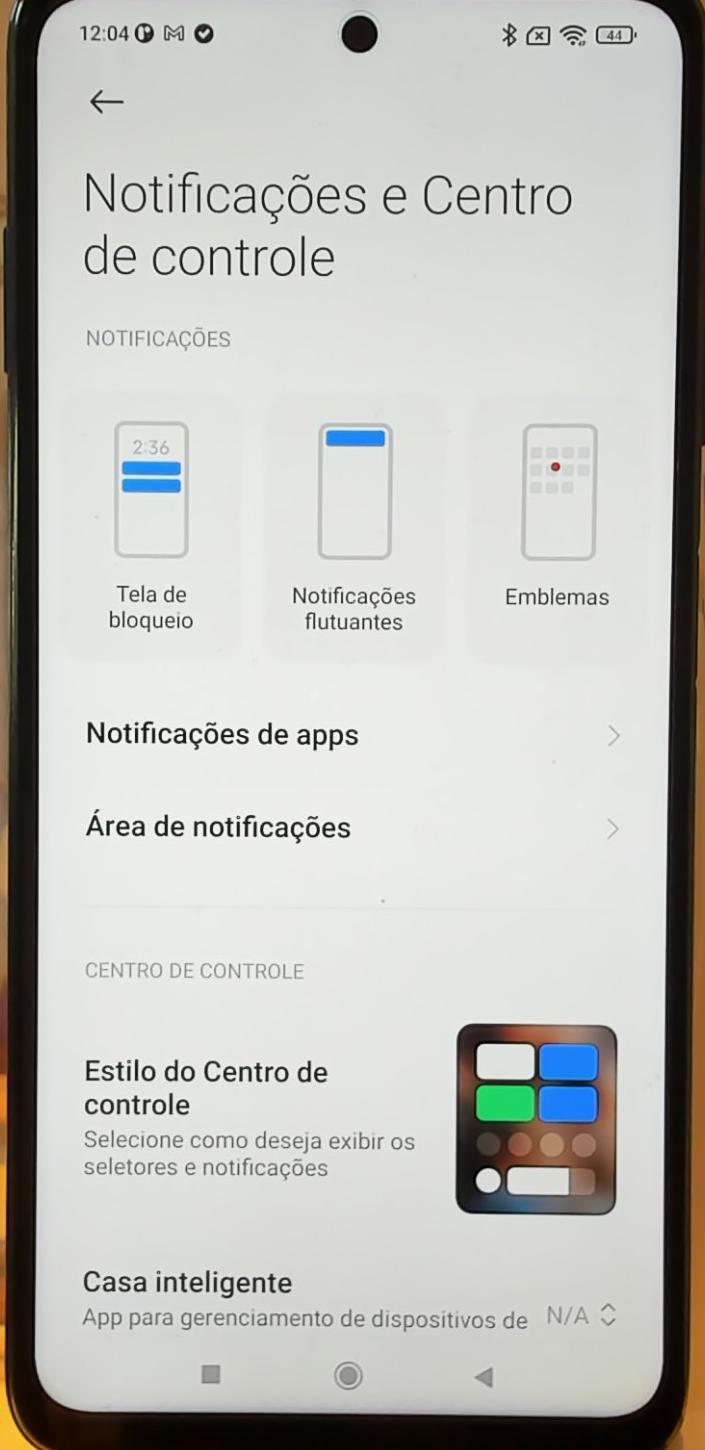 12:04
44
Notificações e Centro
de controle
NOTIFICAÇÕES
2:36
Tela de
bloqueio
Notificações
flutuantes
Emblemas
Notificações de apps
Área de notificações
CENTRO DE CONTROLE
Estilo do Centro de
controle
Selecione como deseja exibir os
seletores e notificações
Casa inteligente
App para gerenciamento de dispositivos de N/A